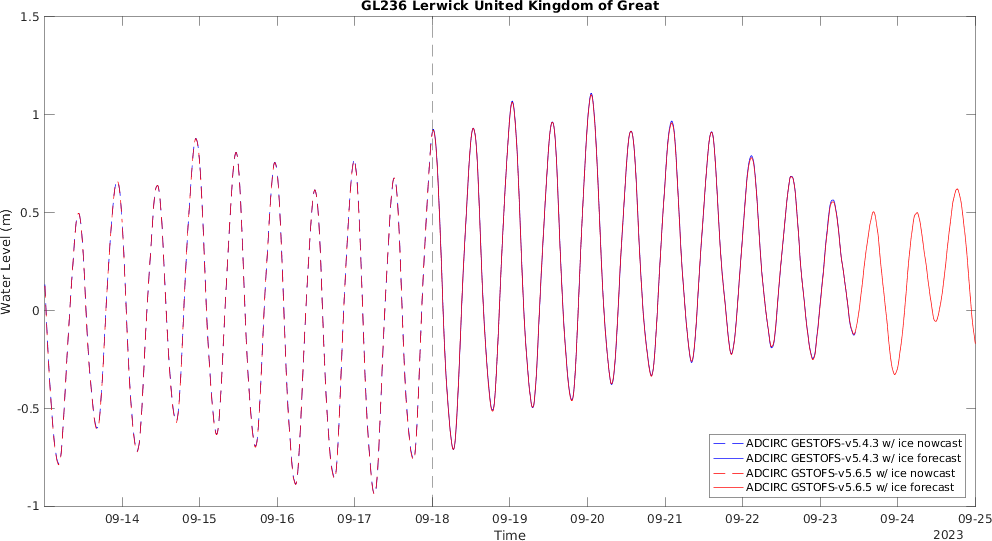 GL236 Lerwick United Kingdom of Great
1.5
1
0.5
0
-0.5
-1
Water Level (m)
09-14 09-15 09-16 09-17 09-18 09-19 09-20 09-21 09-22 09-23 09-24 09-25
Time
2023
ADCIRC GESTOFS-v5.4.3 w/ ice nowcast
ADCIRC GESTOFS-v5.4.3 w/ ice forecast
ADCIRC GSTOFS-v5.6.5 w/ ice nowcast
ADCIRC GSTOFS-v5.6.5 w/ ice forecast